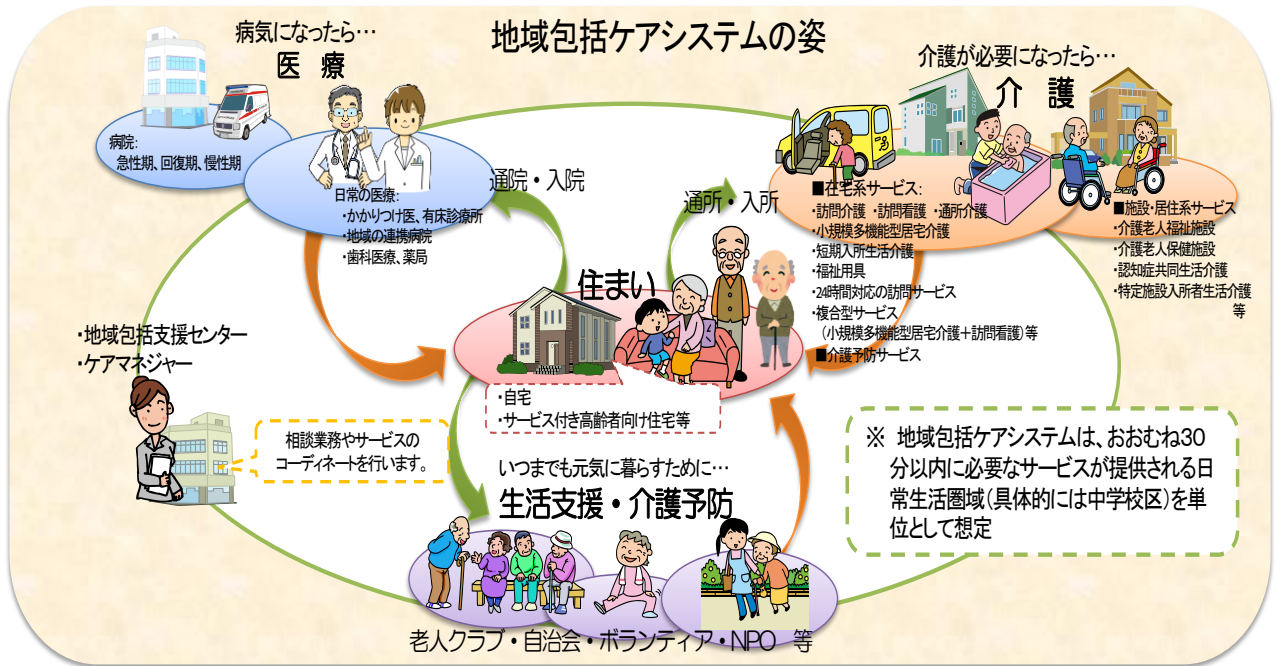 地域包括ケアシステムの姿
病気になったら…
医 療
病院:
急性期、回復期、慢性期
日常の医療:
・かかりつけ医、有床診療所
・地域の連携病院
・歯科医療、薬局
通院・入院
通所・入所
介護が必要になったら…
介 護
■在宅系サービス:
・訪問介護 ・訪問看護 ・通所介護
・小規模多機能型居宅介護
・短期入所生活介護
・福祉用具
・24時間対応の訪問サービス
・複合型サービス
(小規模多機能型居宅介護+訪問看護)等
■介護予防サービス
■施設・居住系サービス
・介護老人福祉施設
・介護老人保健施設
・認知症共同生活介護
・特定施設入所者生活介護
等
住まい
・自宅
・サービス付き高齢者向け住宅等
・地域包括支援センター
・ケアマネジャー
相談業務やサービスの
コーディネートを行います。
いつまでも元気に暮らすために…
生活支援・介護予防
老人クラブ・自治会・ボランティア・NPO 等
※ 地域包括ケアシステムは、おおむね30
分以内に必要なサービスが提供される日
常生活圏域(具体的には中学校区)を単
位として想定